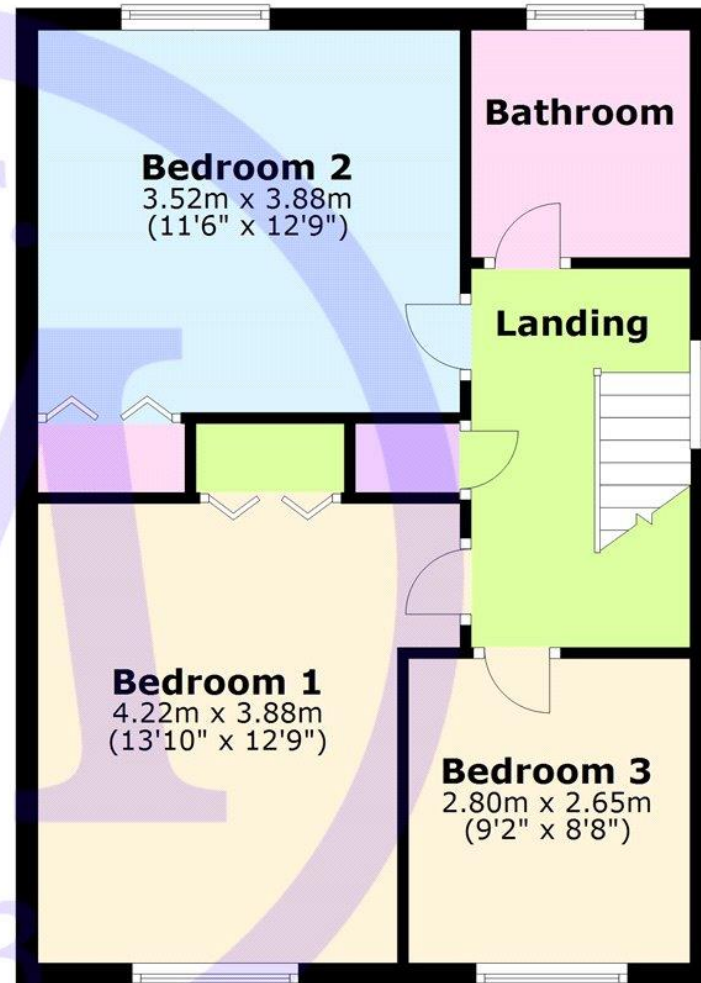 Bathroom
Bedroom 2
3.52m x 3.88m
(11'6" x 12'9")
Landing
Bedroom 1
4.22m x 3.88m
(13'10" x 12'9")
Bedroom 3
2.80m x 2.65m
(9'2" x 8'8")